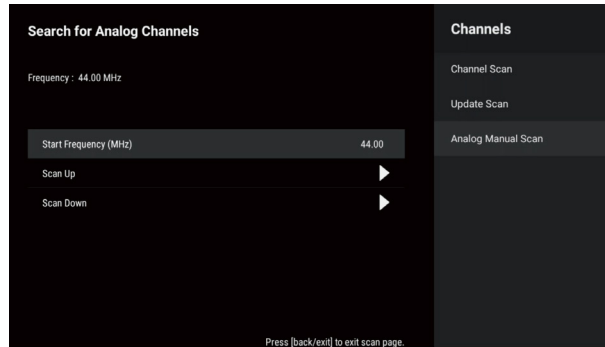 Search for Analog Channels
Frequency : 44.00 MHz
Start Frequency (MHz) 44.00
Scan Up
Scan Down
Press [back/exit] to exit scan page.
Channels
Channel Scan
Update Scan
Analog Manual Scan